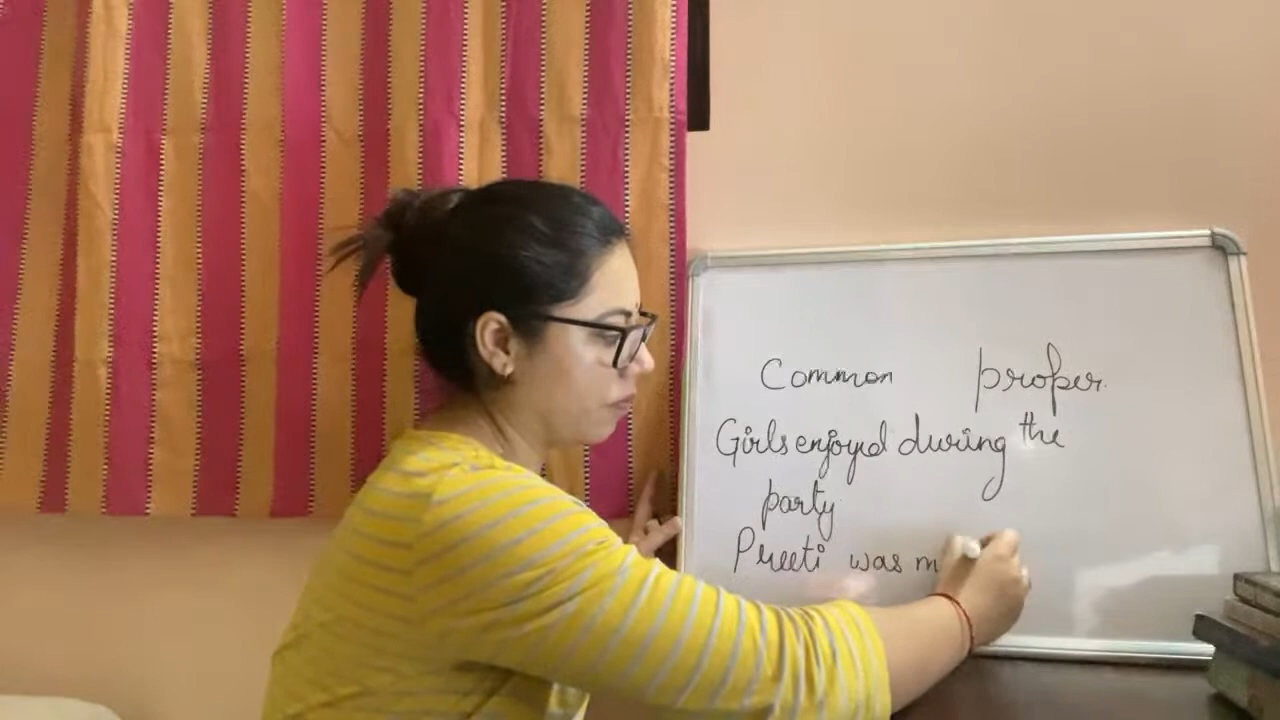 Common proper.
Girls enjoyed during the
party.
Preeti was m